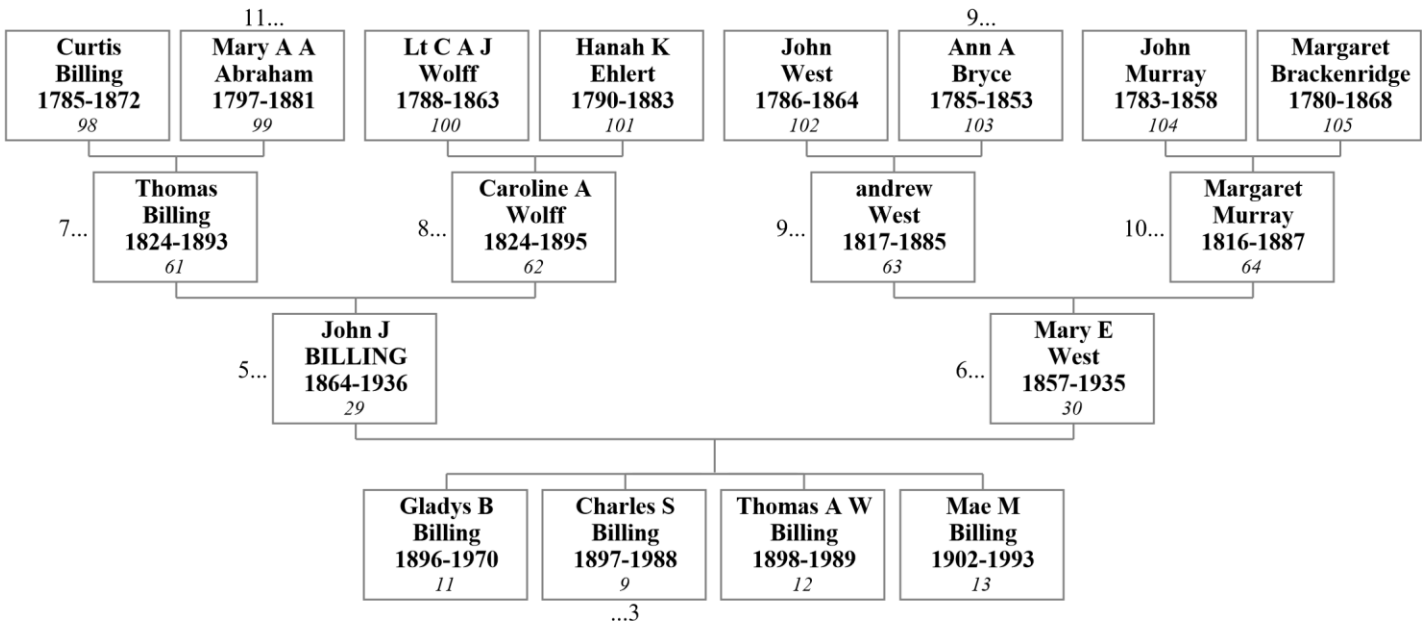 11...
9...
Curtis
Billing
1785-1872
98
Mary A A
Abraham
1797-1881
99
Lt C A J
Wolff
1788-1863
100
Hanah K
Ehlert
1790-1883
101
John
West
1786-1864
102
Ann A
Bryce
1785-1853
103
John
Murray
1783-1858
104
Margaret
Brackenridge
1780-1868
105
7...
Thomas
Billing
1824-1893
61
8...
Caroline A
Wolff
1824-1895
62
9...
andrew
West
1817-1885
63
10...
Margaret
Murray
1816-1887
64
5...
John J
BILLING
1864-1936
29
6...
Mary E
West
1857-1935
30
Gladys B
Billing
1896-1970
11
Charles S
Billing
1897-1988
9
Thomas A W
Billing
1898-1989
12
Mae M
Billing
1902-1993
13
...3